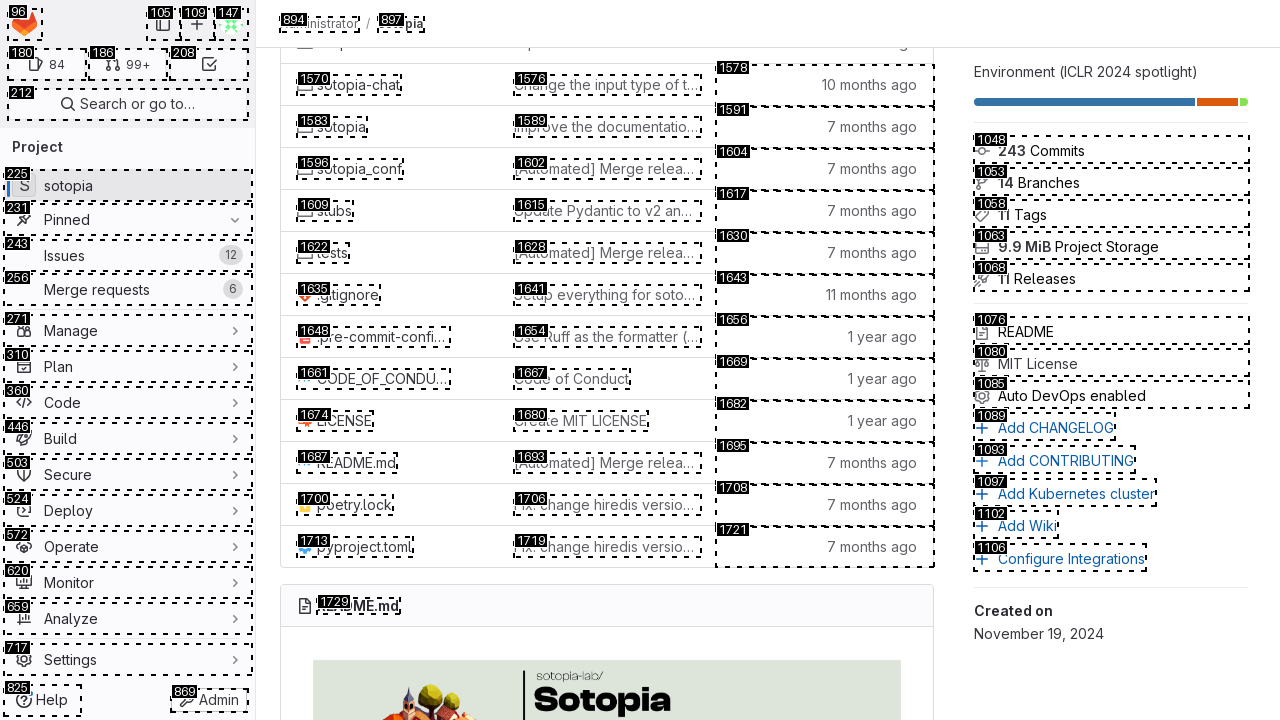 Administrator / sotopia
84
99+
Search or go to…
Project
S sotopia
Pinned
Issues 12
Merge requests 6
Manage
Plan
Code
Build
Secure
Deploy
Operate
Monitor
Analyze
Settings
Help
Admin
96
105
109
147
180
186
208
212
225
231
243
256
271
310
360
446
503
524
572
620
659
717
825
869
894
897
1570 sotopia-chat 1576 Change the input type of t… 1578 10 months ago
1583 sotopia 1589 Improve the documentatio… 1591 7 months ago
1596 sotopia_conf 1602 [Automated] Merge relea… 1604 7 months ago
1609 stubs 1615 Update Pydantic to v2 an… 1617 7 months ago
1622 tests 1628 [Automated] Merge relea… 1630 7 months ago
1635 .gitignore 1641 Setup everything for soto… 1643 11 months ago
1648 .pre-commit-confi… 1654 Use Ruff as the formatter (… 1656 1 year ago
1661 CODE_OF_CONDU… 1667 Code of Conduct 1669 1 year ago
1674 LICENSE 1680 Create MIT LICENSE 1682 1 year ago
1687 README.md 1693 [Automated] Merge relea… 1695 7 months ago
1700 poetry.lock 1706 Fix: change hiredis versio… 1708 7 months ago
1713 pyproject.toml 1719 Fix: change hiredis versio… 1721 7 months ago
1729 README.md
sotopia-lab/
Sotopia
Environment (ICLR 2024 spotlight)
1048 243 Commits
1053 14 Branches
1058 11 Tags
1063 9.9 MiB Project Storage
1068 11 Releases
1076 README
1080 MIT License
1085 Auto DevOps enabled
1089 Add CHANGELOG
1093 Add CONTRIBUTING
1097 Add Kubernetes cluster
1102 Add Wiki
1106 Configure Integrations
Created on
November 19, 2024